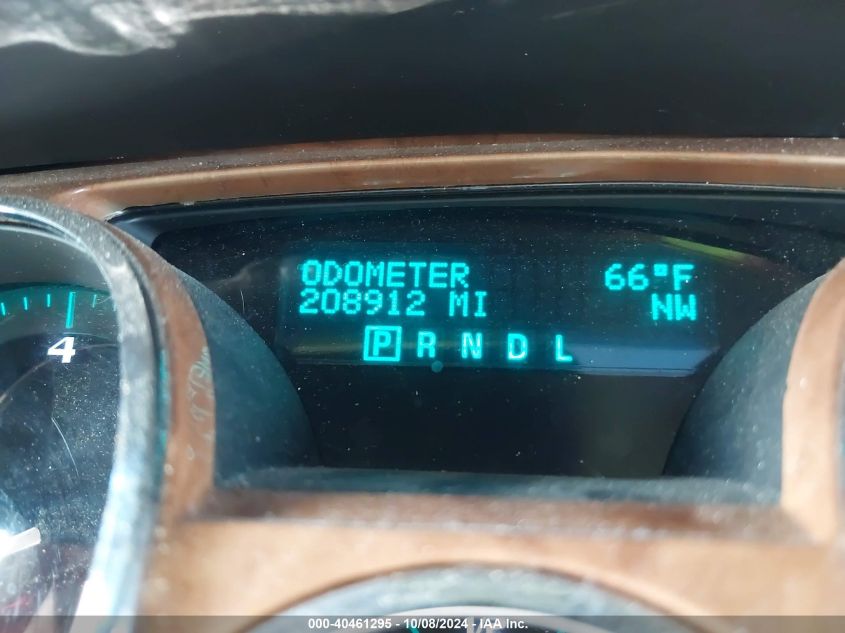 ODOMETER 66°F
208912 MI NW
P R N D L
4
000-40461295 - 10/08/2024 - IAA Inc.